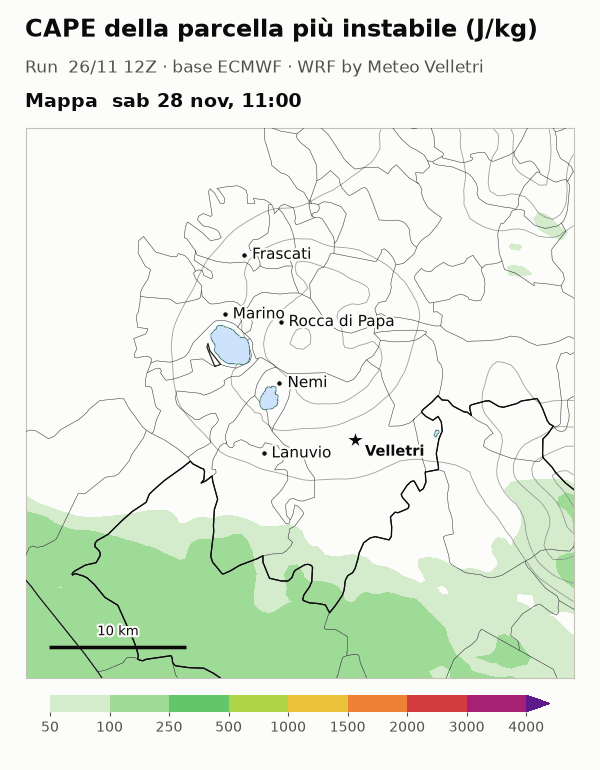 CAPE della parcella più instabile (J/kg)
Run  26/11 12Z · base ECMWF · WRF by Meteo Velletri
Mappa  sab 28 nov, 11:00
Frascati
Marino
Rocca di Papa
Nemi
Velletri
Lanuvio
10 km
50 100 250 500 1000 1500 2000 3000 4000